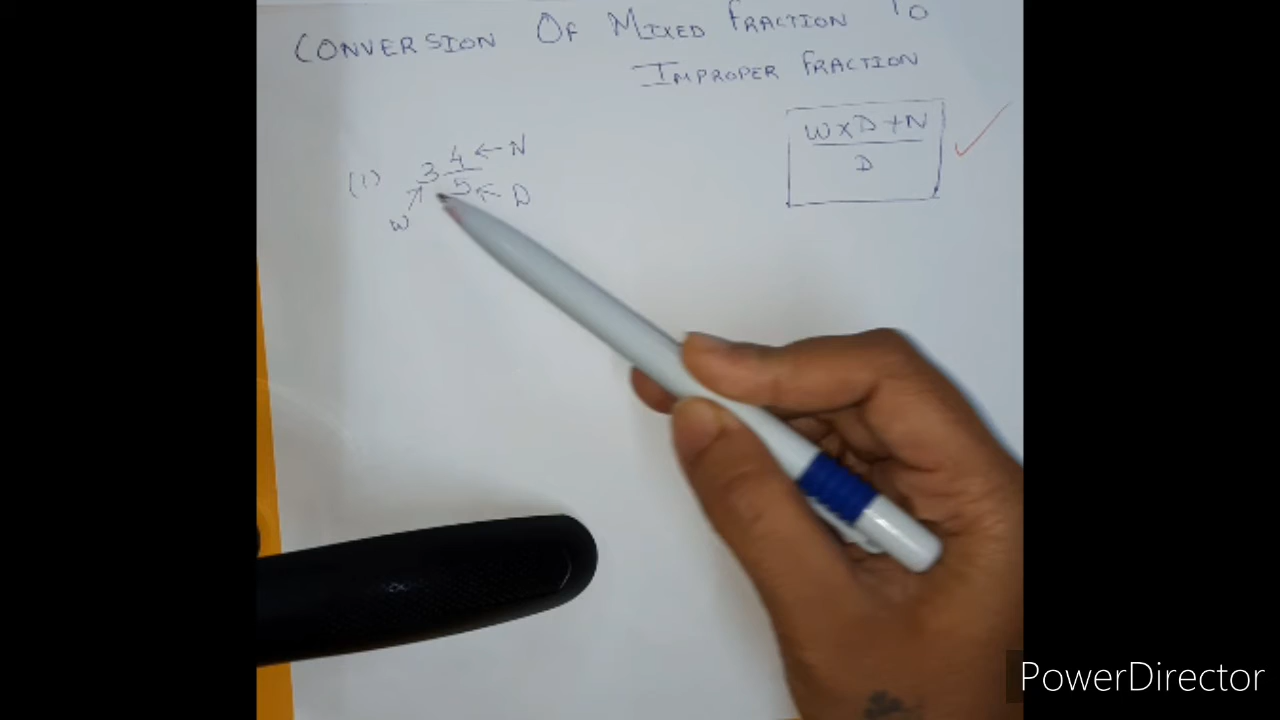 CONVERSION OF MIXED FRACTION TO
IMPROPER FRACTION
W×D+N
D
(1) 3 4/5
← N
← D
W
PowerDirector